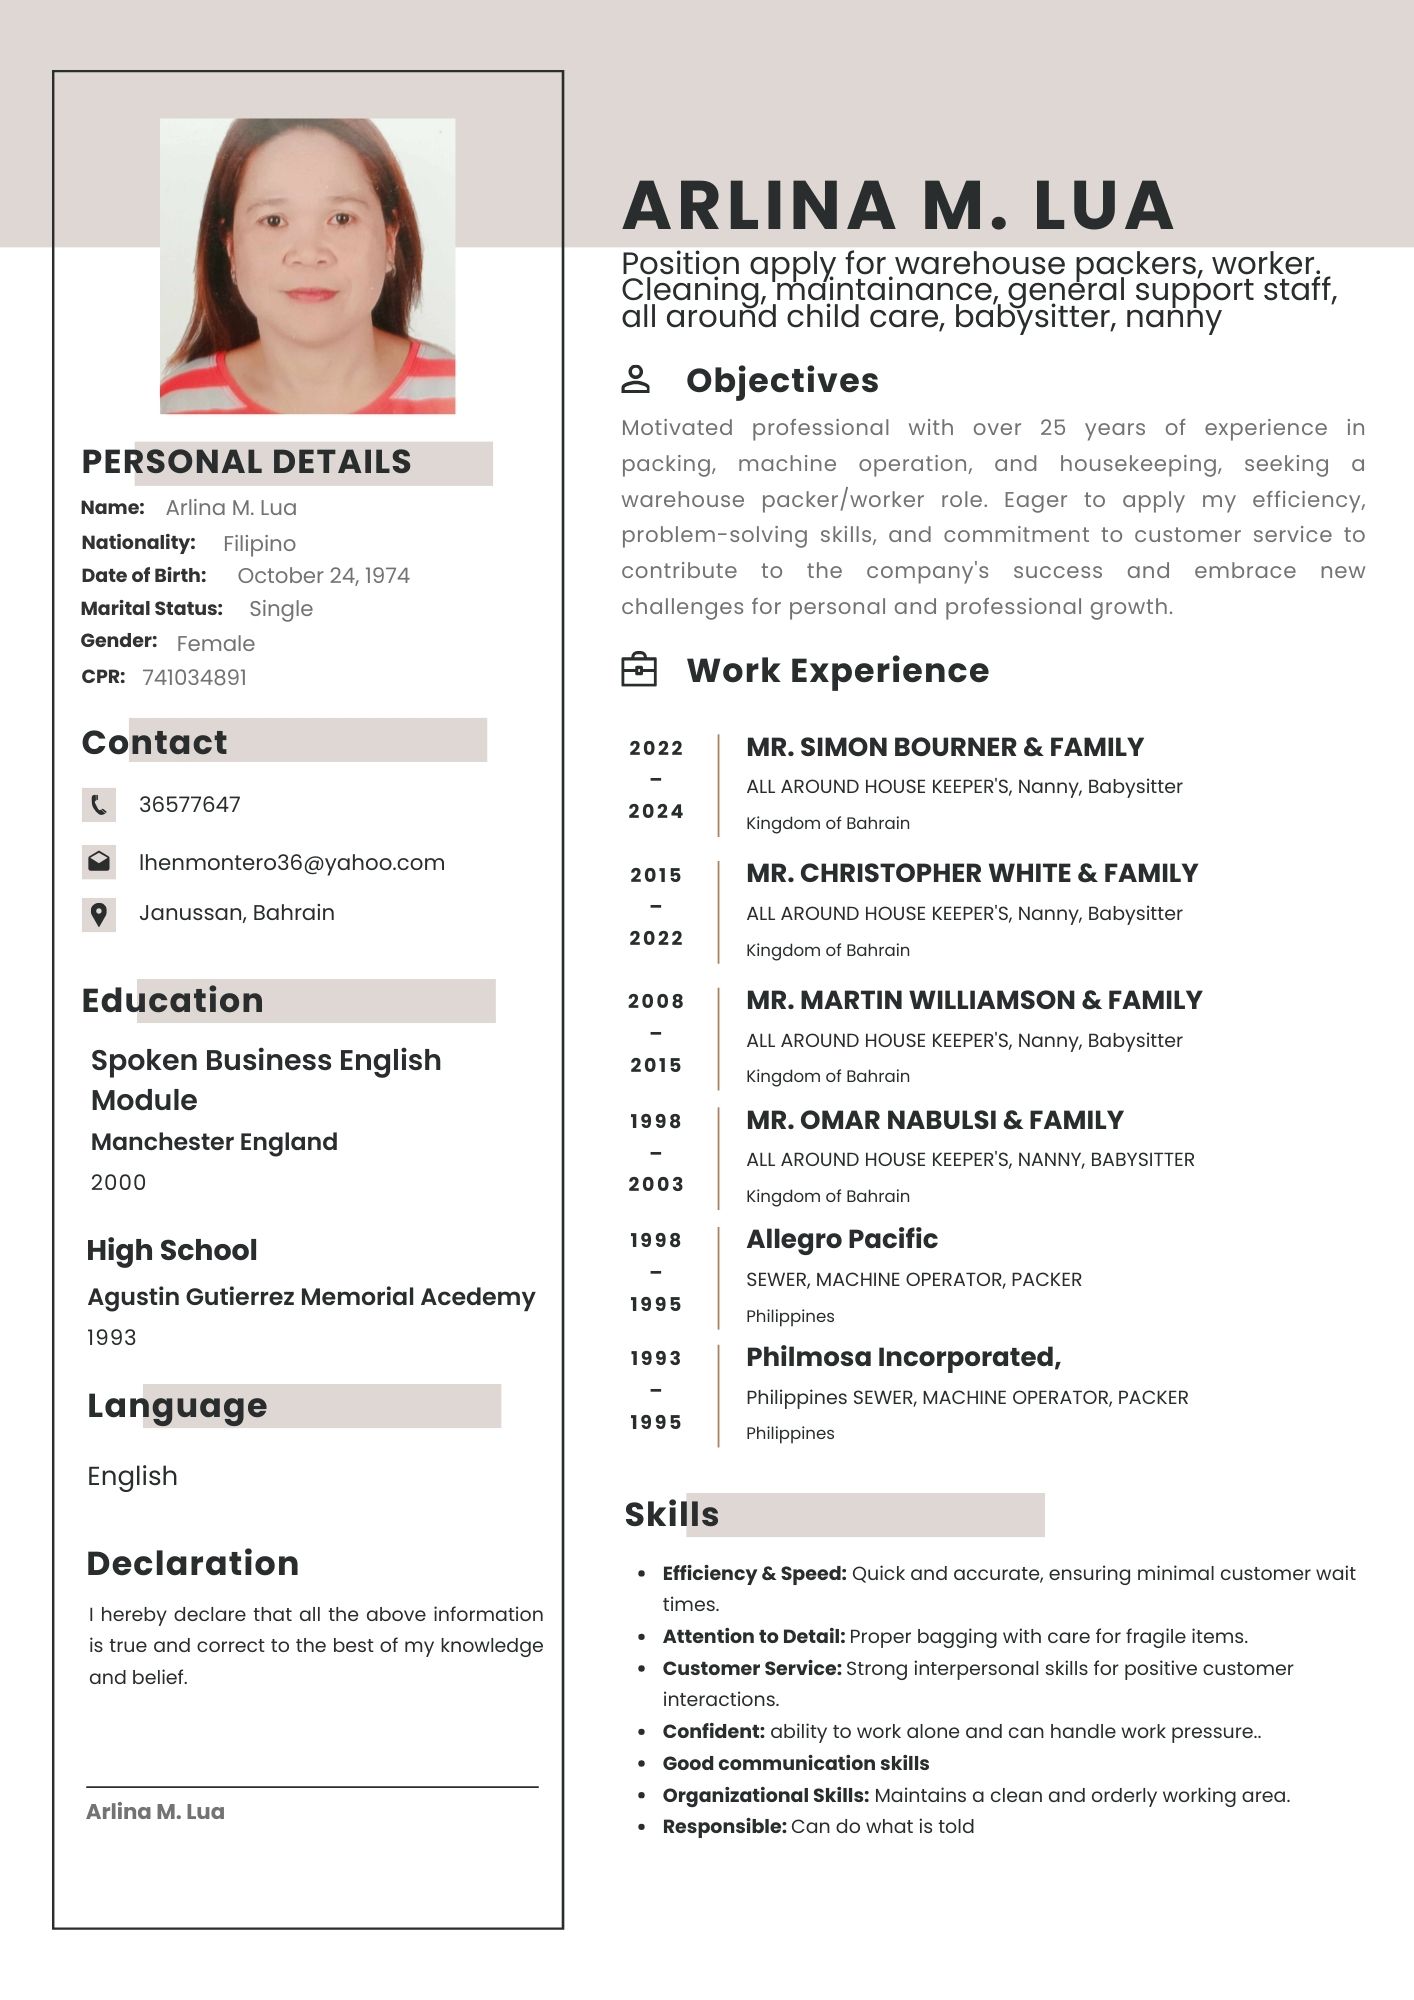 ARLINA M. LUA
Position apply for warehouse packers, worker.
Cleaning, maintainance, general support staff,
all around child care, babysitter, nanny
PERSONAL DETAILS
Name: Arlina M. Lua
Nationality: Filipino
Date of Birth: October 24, 1974
Marital Status: Single
Gender: Female
CPR: 741034891
Contact
36577647
lhenmontero36@yahoo.com
Janussan, Bahrain
Education
Spoken Business English
Module
Manchester England
2000
High School
Agustin Gutierrez Memorial Acedemy
1993
Language
English
Declaration
I hereby declare that all the above information
is true and correct to the best of my knowledge
and belief.
Arlina M. Lua
Objectives
Motivated professional with over 25 years of experience in
packing, machine operation, and housekeeping, seeking a
warehouse packer/worker role. Eager to apply my efficiency,
problem-solving skills, and commitment to customer service to
contribute to the company's success and embrace new
challenges for personal and professional growth.
Work Experience
2022
–
2024
MR. SIMON BOURNER & FAMILY
ALL AROUND HOUSE KEEPER'S, Nanny, Babysitter
Kingdom of Bahrain
2015
–
2022
MR. CHRISTOPHER WHITE & FAMILY
ALL AROUND HOUSE KEEPER'S, Nanny, Babysitter
Kingdom of Bahrain
2008
–
2015
MR. MARTIN WILLIAMSON & FAMILY
ALL AROUND HOUSE KEEPER'S, Nanny, Babysitter
Kingdom of Bahrain
1998
–
2003
MR. OMAR NABULSI & FAMILY
ALL AROUND HOUSE KEEPER'S, NANNY, BABYSITTER
Kingdom of Bahrain
1998
–
1995
Allegro Pacific
SEWER, MACHINE OPERATOR, PACKER
Philippines
1993
–
1995
Philmosa Incorporated,
Philippines SEWER, MACHINE OPERATOR, PACKER
Philippines
Skills
• Efficiency & Speed: Quick and accurate, ensuring minimal customer wait
times.
• Attention to Detail: Proper bagging with care for fragile items.
• Customer Service: Strong interpersonal skills for positive customer
interactions.
• Confident: ability to work alone and can handle work pressure..
• Good communication skills
• Organizational Skills: Maintains a clean and orderly working area.
• Responsible: Can do what is told